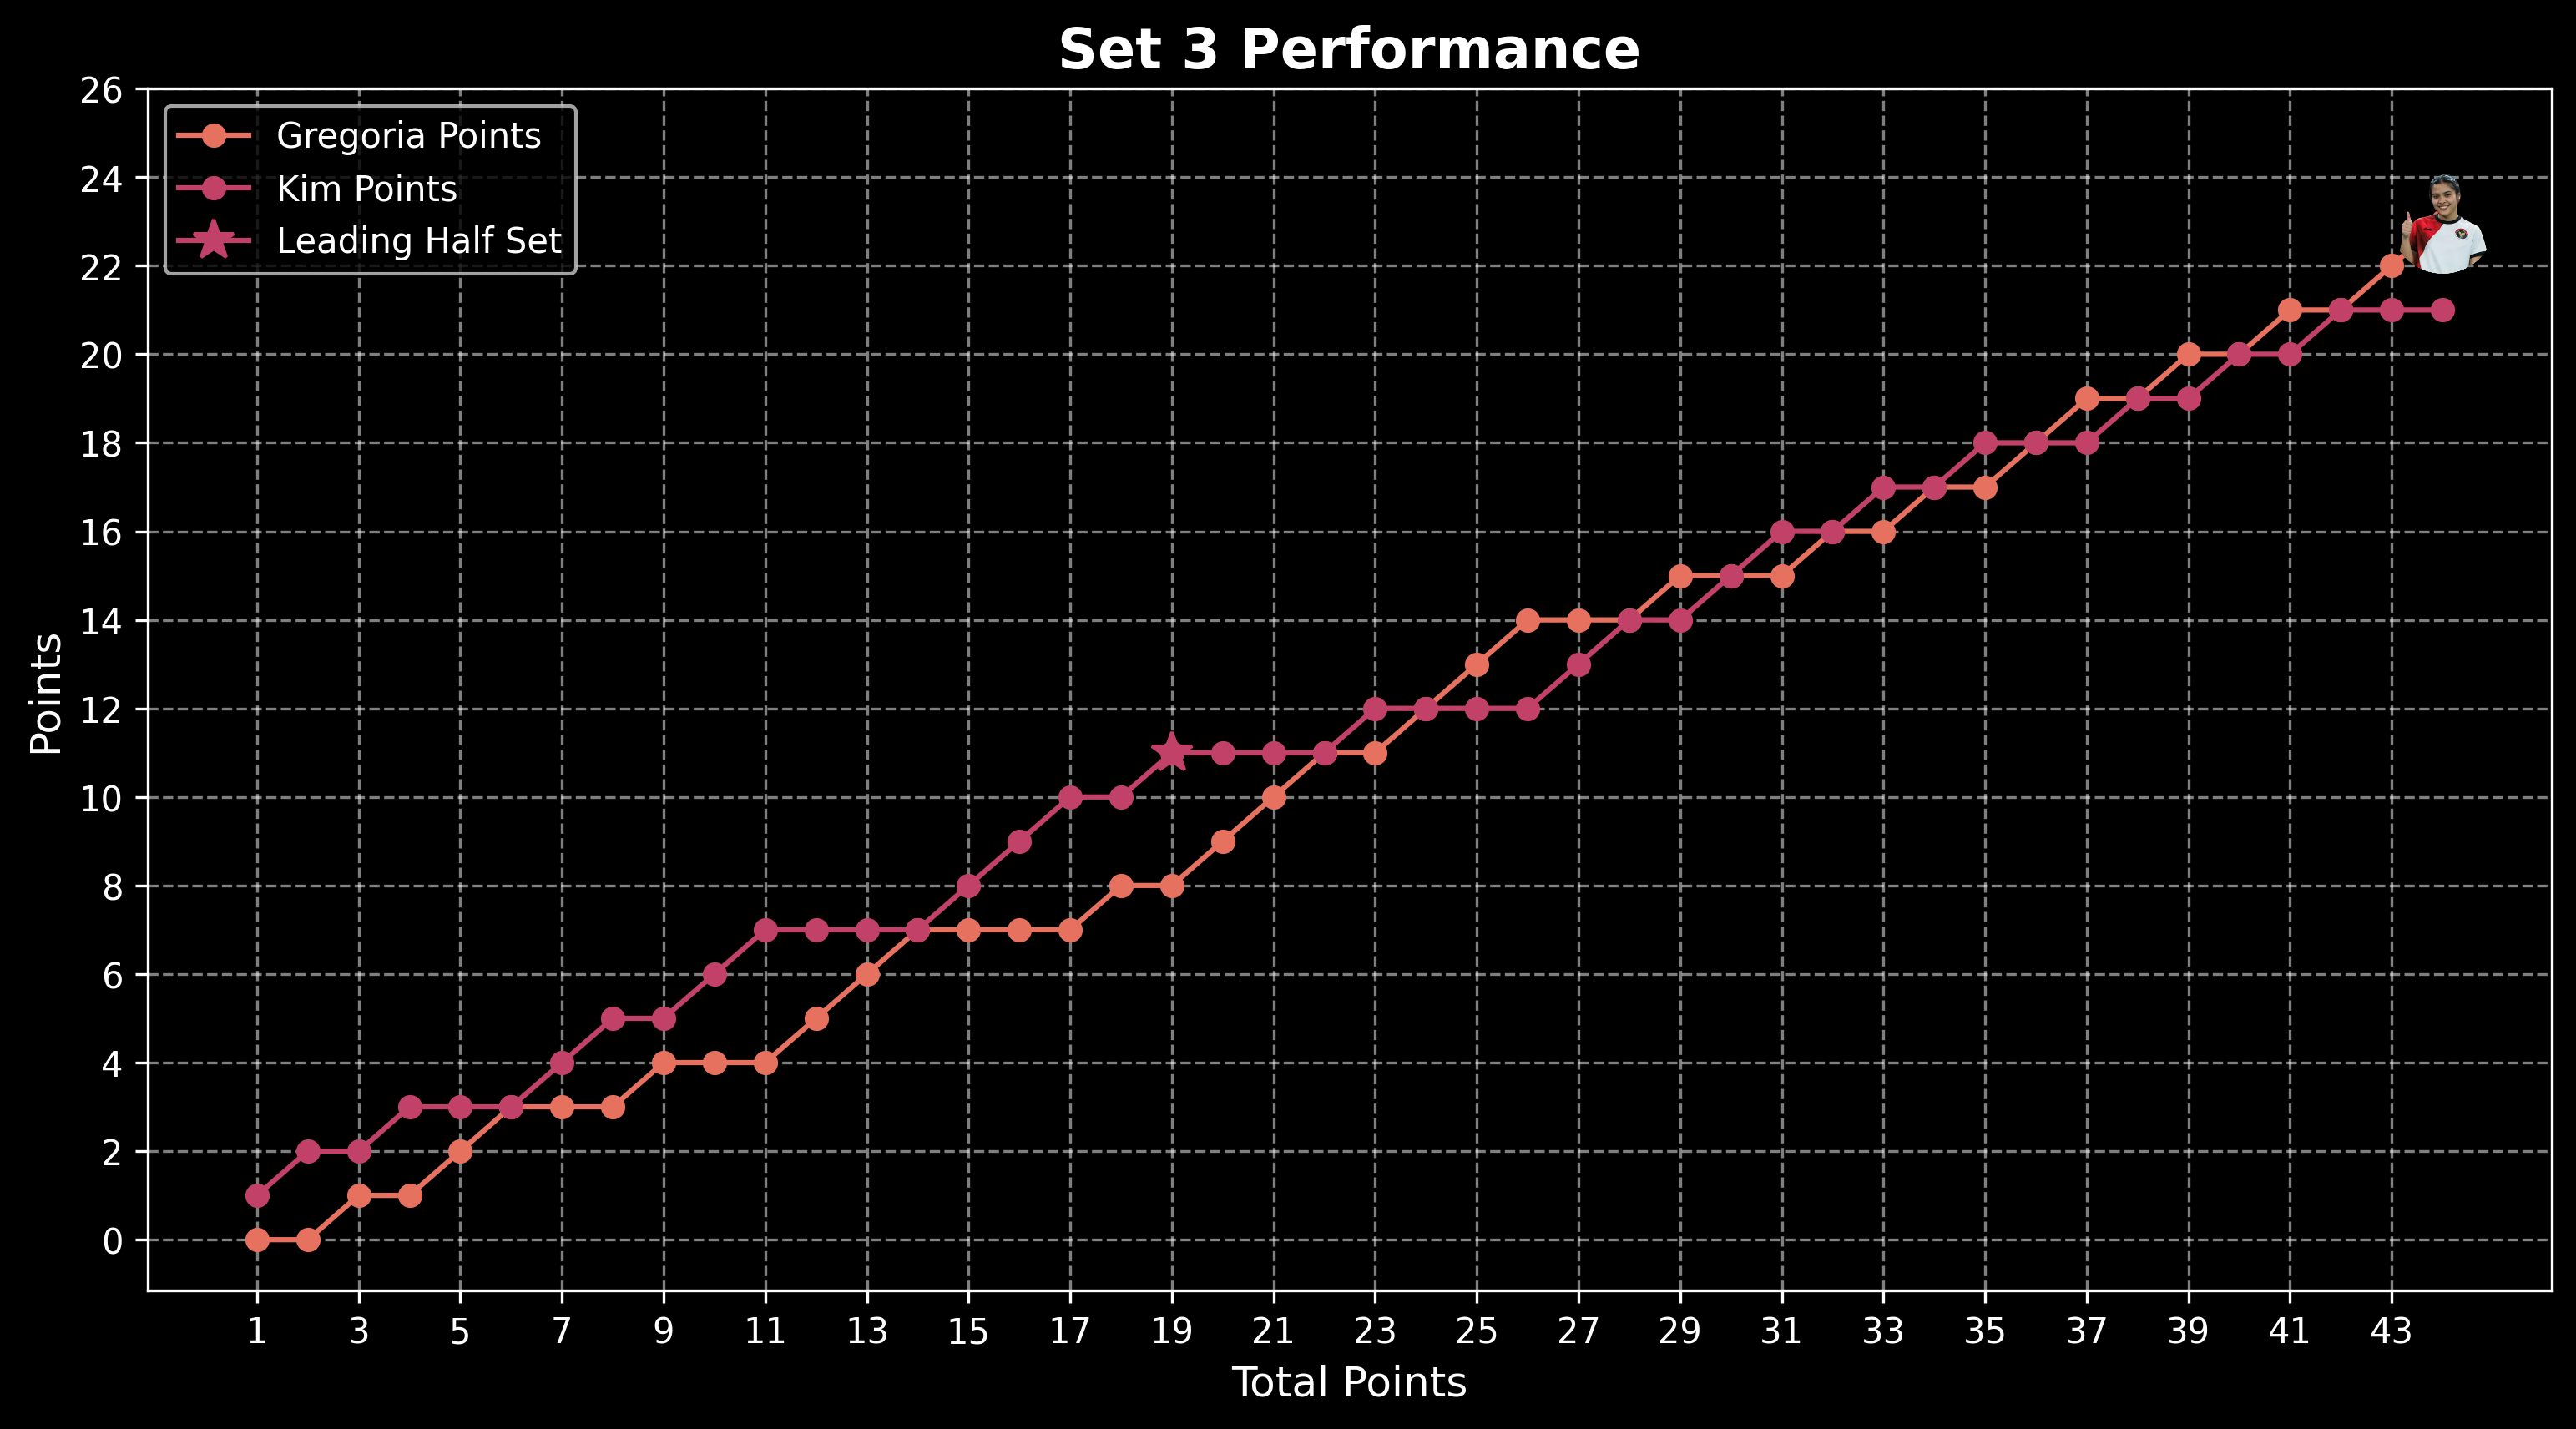 Set 3 Performance
Gregoria Points
Kim Points
Leading Half Set
Points
26
24
22
20
18
16
14
12
10
8
6
4
2
0
1 3 5 7 9 11 13 15 17 19 21 23 25 27 29 31 33 35 37 39 41 43
Total Points